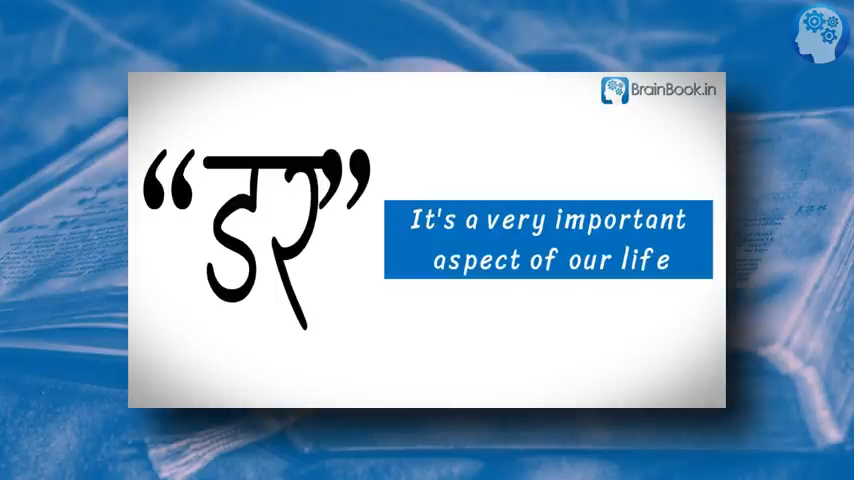 BrainBook.in
“डर”
It's a very important
aspect of our life